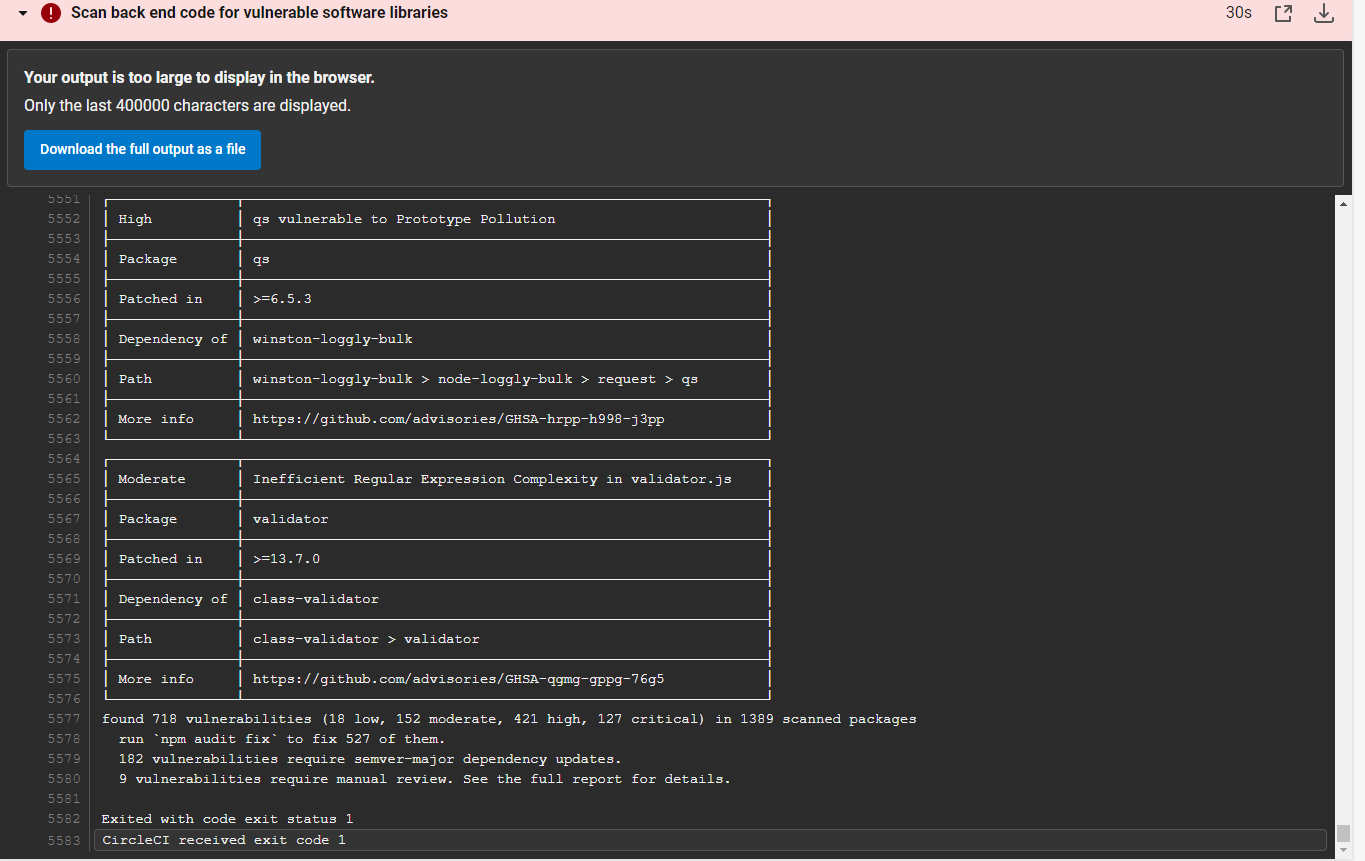 Scan back end code for vulnerable software libraries 30s
Your output is too large to display in the browser.
Only the last 400000 characters are displayed.
Download the full output as a file
5551
5552 High qs vulnerable to Prototype Pollution
5553
5554 Package qs
5555
5556 Patched in >=6.5.3
5557
5558 Dependency of winston-loggly-bulk
5559
5560 Path winston-loggly-bulk > node-loggly-bulk > request > qs
5561
5562 More info https://github.com/advisories/GHSA-hrpp-h998-j3pp
5563
5564
5565 Moderate Inefficient Regular Expression Complexity in validator.js
5566
5567 Package validator
5568
5569 Patched in >=13.7.0
5570
5571 Dependency of class-validator
5572
5573 Path class-validator > validator
5574
5575 More info https://github.com/advisories/GHSA-qgmg-gppg-76g5
5576
5577 found 718 vulnerabilities (18 low, 152 moderate, 421 high, 127 critical) in 1389 scanned packages
5578 run `npm audit fix` to fix 527 of them.
5579 182 vulnerabilities require semver-major dependency updates.
5580 9 vulnerabilities require manual review. See the full report for details.
5581
5582 Exited with code exit status 1
5583 CircleCI received exit code 1